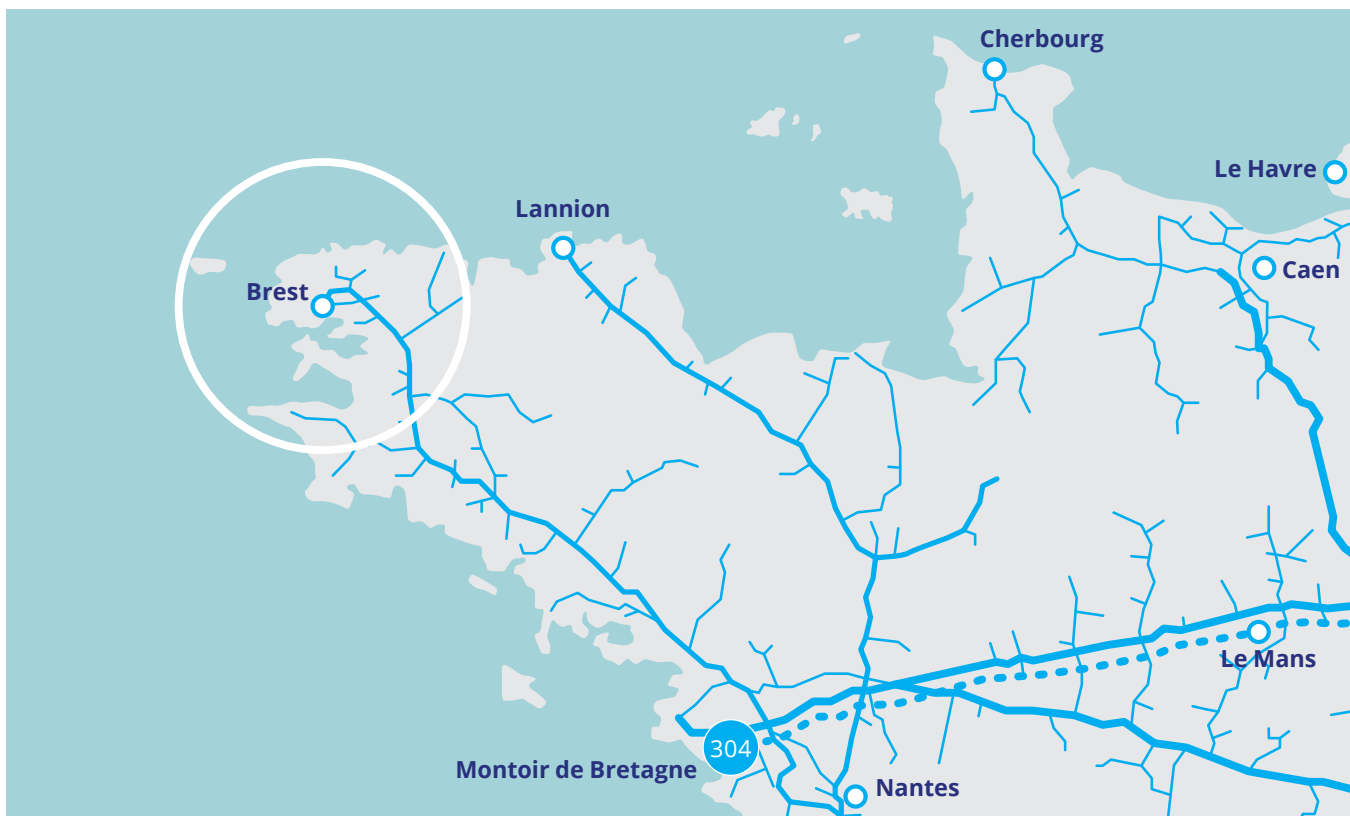 Cherbourg
Le Havre
Lannion
Caen
Brest
Le Mans
304
Montoir de Bretagne
Nantes